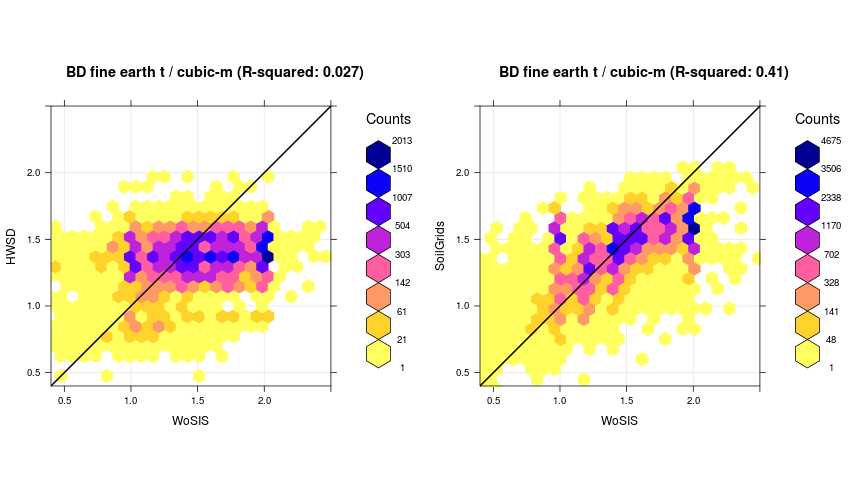 BD fine earth t / cubic-m (R-squared: 0.027)
HWSD
2.0
1.5
1.0
0.5
0.5 1.0 1.5 2.0
WoSIS
Counts
2013
1510
1007
504
303
142
61
21
1
BD fine earth t / cubic-m (R-squared: 0.41)
SoilGrids
2.0
1.5
1.0
0.5
0.5 1.0 1.5 2.0
WoSIS
Counts
4675
3506
2338
1170
702
328
141
48
1